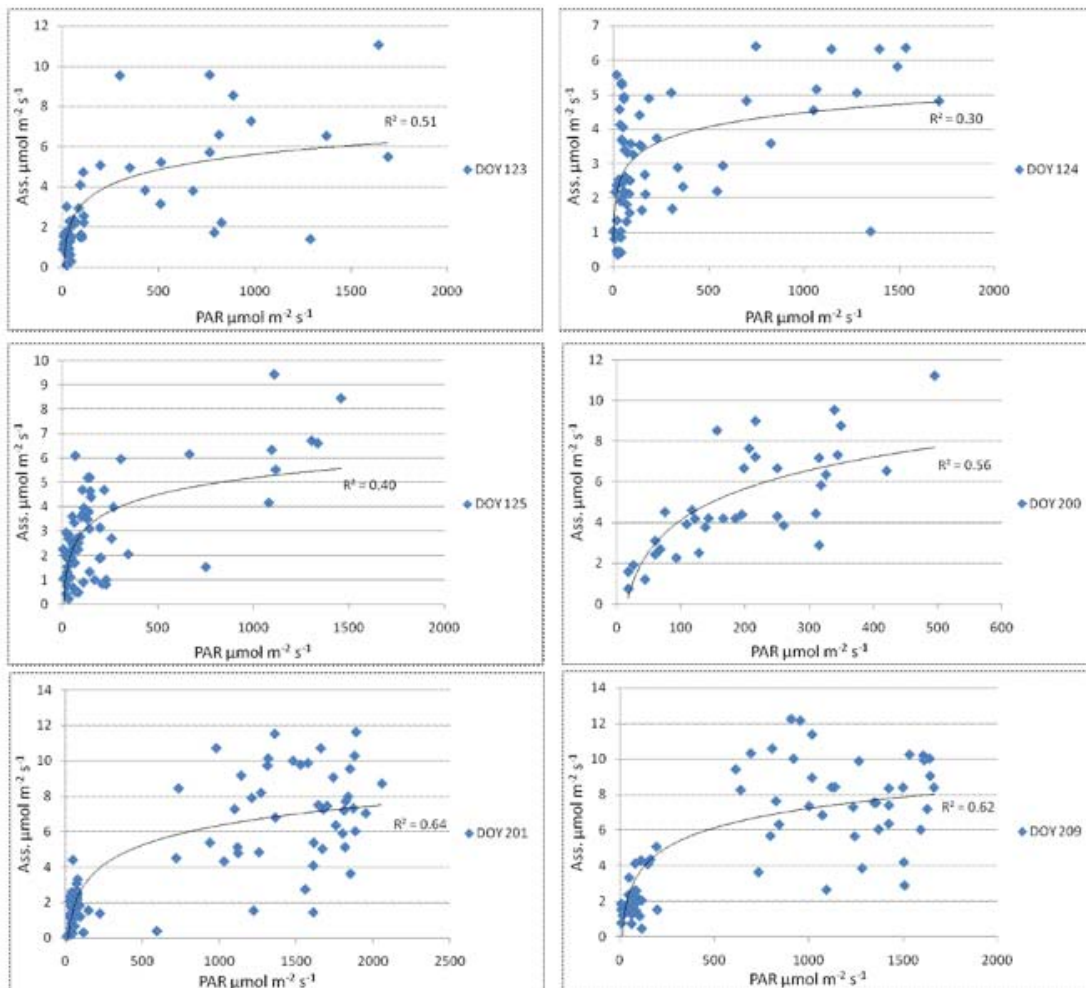 12
10
8
6
4
2
0
Ass. µmol m-2 s-1
R² = 0.51
DOY 123
0 500 1000 1500 2000
PAR µmol m-2 s-1
7
6
5
4
3
2
1
0
Ass. µmol m-2 s-1
R² = 0.30
DOY 124
0 500 1000 1500 2000
PAR µmol m-2 s-1
10
9
8
7
6
5
4
3
2
1
0
Ass. µmol m-2 s-1
R² = 0.40
DOY 125
0 500 1000 1500 2000
PAR µmol m-2 s-1
12
10
8
6
4
2
0
Ass. µmol m-2 s-1
R² = 0.56
DOY 200
0 100 200 300 400 500 600
PAR µmol m-2 s-1
14
12
10
8
6
4
2
0
Ass. µmol m-2 s-1
R² = 0.64
DOY 201
0 500 1000 1500 2000 2500
PAR µmol m-2 s-1
14
12
10
8
6
4
2
0
Ass. µmol m-2 s-1
R² = 0.62
DOY 209
0 500 1000 1500 2000
PAR µmol m-2 s-1